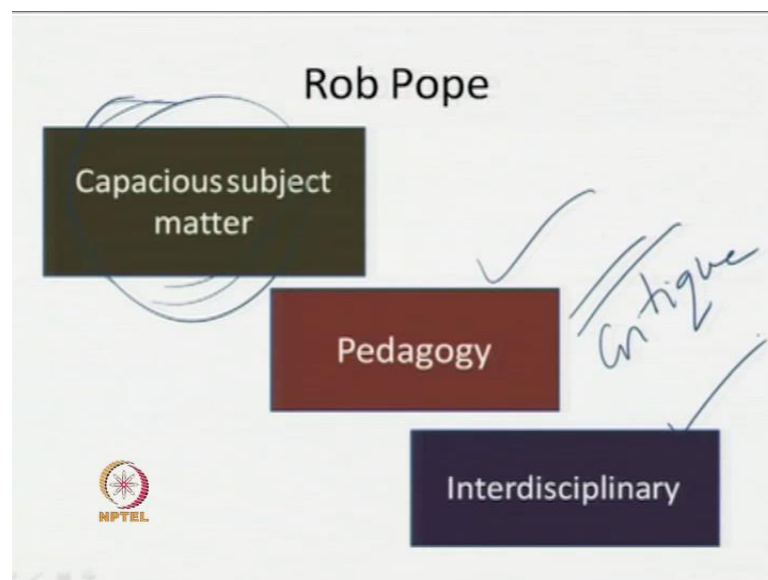 Rob Pope
Capacious subject
matter
Pedagogy
Critique
Interdisciplinary
NPTEL